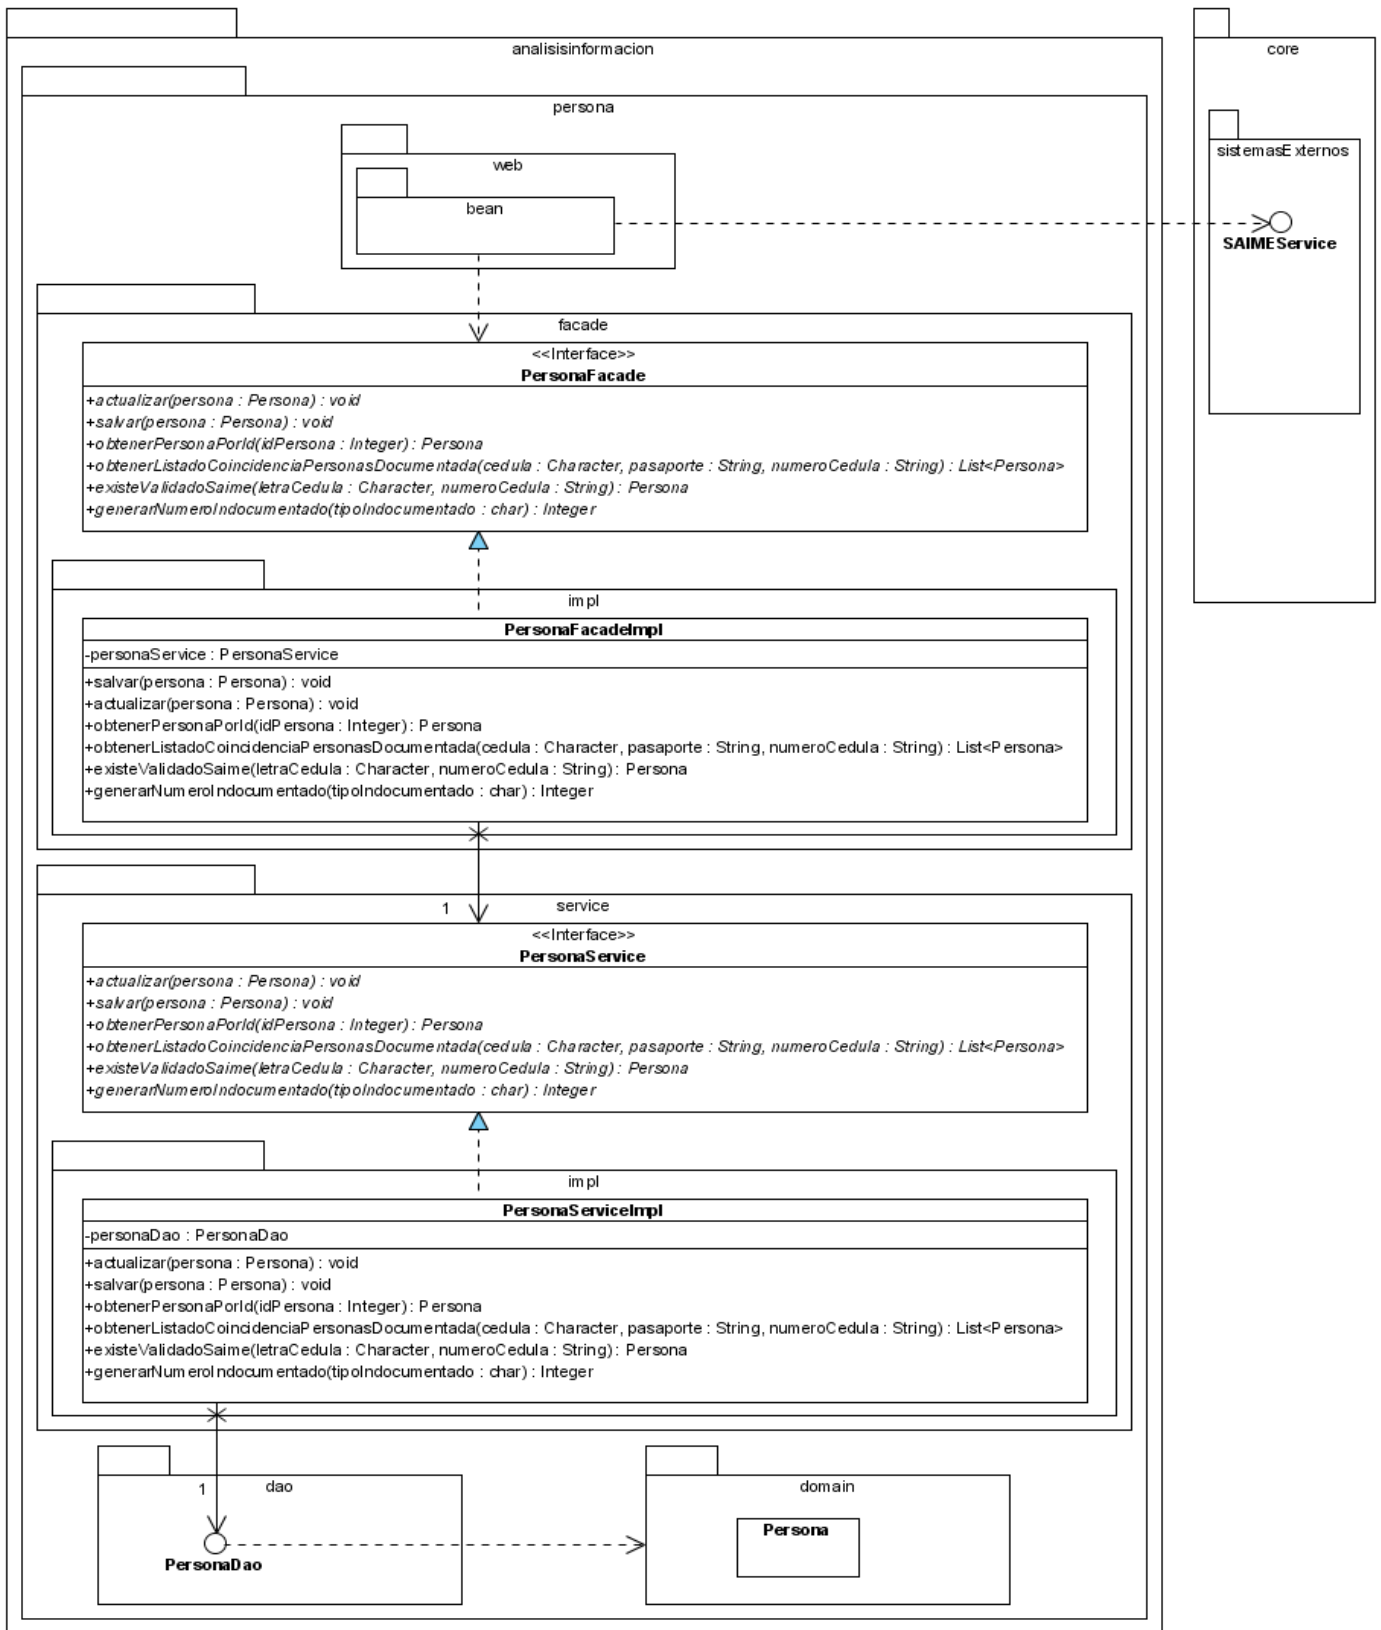 analisisinformacion
core
persona
web
sistemasExternos
bean
SAIMEService
facade
<<Interface>>
PersonaFacade
+actualizar(persona : Persona) : void
+salvar(persona : Persona) : void
+obtenerPersonaPorId(idPersona : Integer) : Persona
+obtenerListadoCoincidenciaPersonasDocumentada(cedula : Character, pasaporte : String, numeroCedula : String) : List<Persona>
+existeValidadoSaime(letraCedula : Character, numeroCedula : String) : Persona
+generarNumeroIndocumentado(tipoIndocumentado : char) : Integer
impl
PersonaFacadeImpl
-personaService : PersonaService
+salvar(persona : Persona) : void
+actualizar(persona : Persona) : void
+obtenerPersonaPorId(idPersona : Integer) : Persona
+obtenerListadoCoincidenciaPersonasDocumentada(cedula : Character, pasaporte : String, numeroCedula : String) : List<Persona>
+existeValidadoSaime(letraCedula : Character, numeroCedula : String) : Persona
+generarNumeroIndocumentado(tipoIndocumentado : char) : Integer
1
service
<<Interface>>
PersonaService
+actualizar(persona : Persona) : void
+salvar(persona : Persona) : void
+obtenerPersonaPorId(idPersona : Integer) : Persona
+obtenerListadoCoincidenciaPersonasDocumentada(cedula : Character, pasaporte : String, numeroCedula : String) : List<Persona>
+existeValidadoSaime(letraCedula : Character, numeroCedula : String) : Persona
+generarNumeroIndocumentado(tipoIndocumentado : char) : Integer
impl
PersonaServiceImpl
-personaDao : PersonaDao
+actualizar(persona : Persona) : void
+salvar(persona : Persona) : void
+obtenerPersonaPorId(idPersona : Integer) : Persona
+obtenerListadoCoincidenciaPersonasDocumentada(cedula : Character, pasaporte : String, numeroCedula : String) : List<Persona>
+existeValidadoSaime(letraCedula : Character, numeroCedula : String) : Persona
+generarNumeroIndocumentado(tipoIndocumentado : char) : Integer
1
dao
domain
Persona
PersonaDao